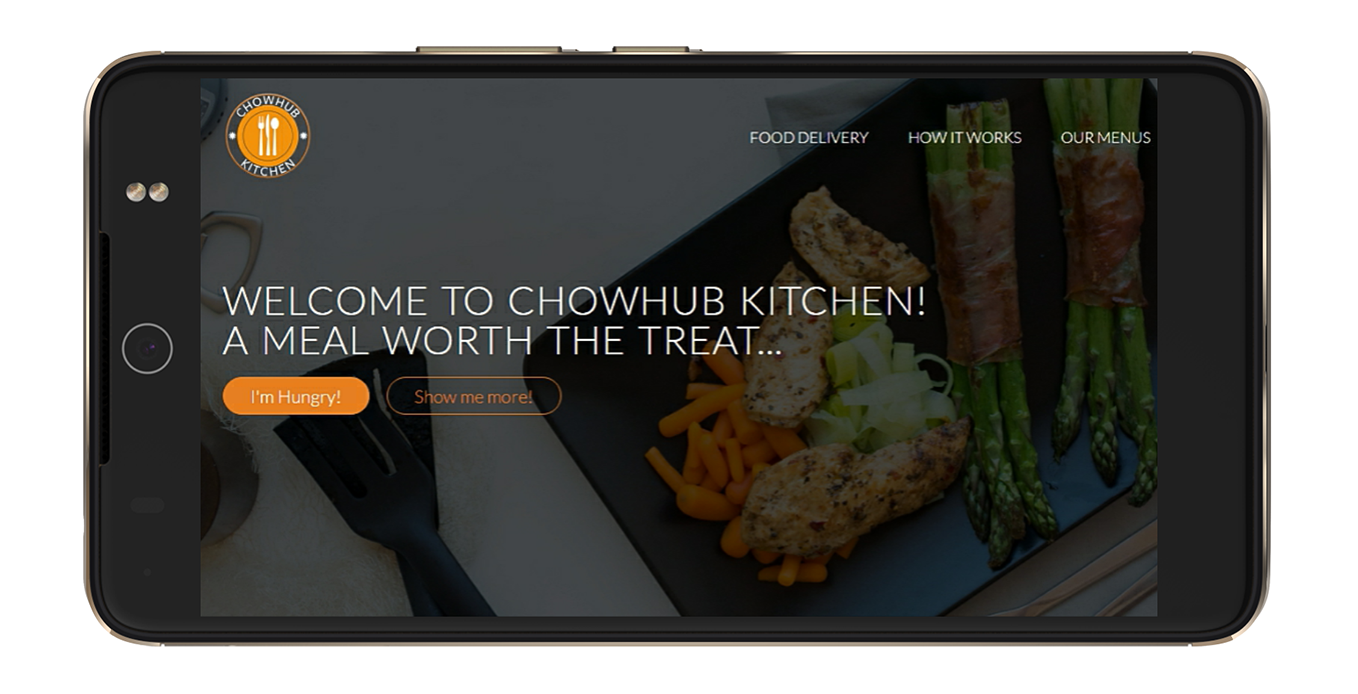 CHOWHUB
KITCHEN
FOOD DELIVERY
HOW IT WORKS
OUR MENUS
WELCOME TO CHOWHUB KITCHEN!
A MEAL WORTH THE TREAT...
I'm Hungry!
Show me more!